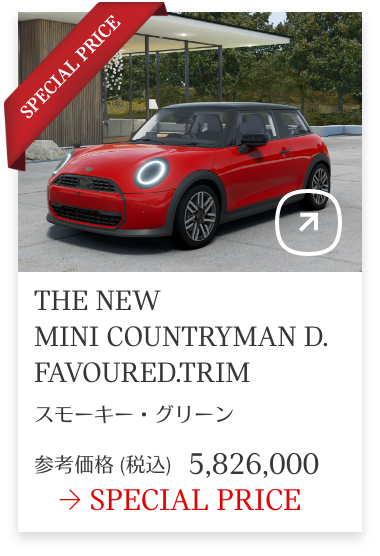 SPECIAL PRICE
THE NEW
MINI COUNTRYMAN D.
FAVOURED.TRIM
スモーキー・グリーン
参考価格 (税込) 5,826,000
→ SPECIAL PRICE